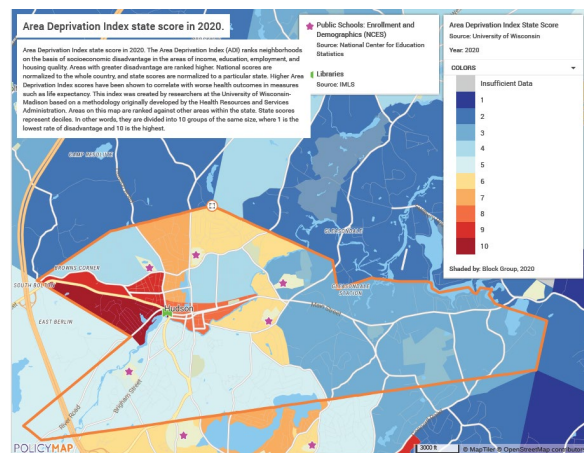 Area Deprivation Index state score in 2020.
Area Deprivation Index state score in 2020. The Area Deprivation Index (ADI) ranks neighborhoods
on the basis of socioeconomic disadvantage in the areas of income, education, employment, and
housing quality. Areas with greater disadvantage are ranked higher. National scores are
normalized to the whole country, and state scores are normalized to a particular state. Higher Area
Deprivation Index scores have been shown to correlate with worse health outcomes in measures
such as life expectancy. This index was created by researchers at the University of Wisconsin-
Madison based on a methodology originally developed by the Health Resources and Services
Administration. Areas on this map are ranked against other areas within the state. State scores
represent deciles. In other words, they are divided into 10 groups of the same size, where 1 is the
lowest rate of disadvantage and 10 is the highest.
Public Schools: Enrollment and
Demographics (NCES)
Source: National Center for Education
Statistics
Libraries
Source: IMLS
Area Deprivation Index State Score
Source: University of Wisconsin
Year: 2020
COLORS
Insufficient Data
1
2
3
4
5
6
7
8
9
10
Shaded by: Block Group, 2020
GLEASONDALE
BROWNS CORNER
SOUTH BOLTON
EAST BERLIN
Hudson
Main Street
STATION
River Road
Brigham Street
POLICYMAP
3000 ft
© MapTiler © OpenStreetMap contributors